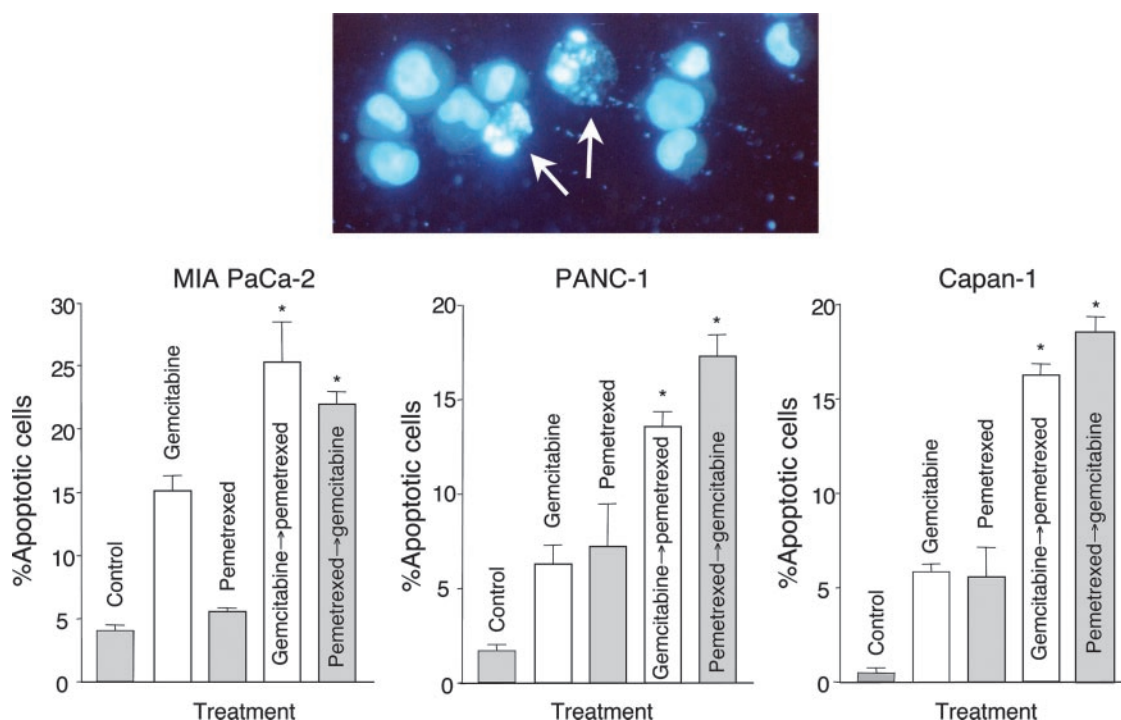 MIA PaCa-2
%Apoptotic cells
30
25
20
15
10
5
0
Control
Gemcitabine
Pemetrexed
Gemcitabine→pemetrexed
*
Pemetrexed→gemcitabine
*
Treatment
PANC-1
%Apoptotic cells
20
15
10
5
0
Control
Gemcitabine
Pemetrexed
Gemcitabine→pemetrexed
*
Pemetrexed→gemcitabine
*
Treatment
Capan-1
%Apoptotic cells
20
15
10
5
0
Control
Gemcitabine
Pemetrexed
Gemcitabine→pemetrexed
*
Pemetrexed→gemcitabine
*
Treatment